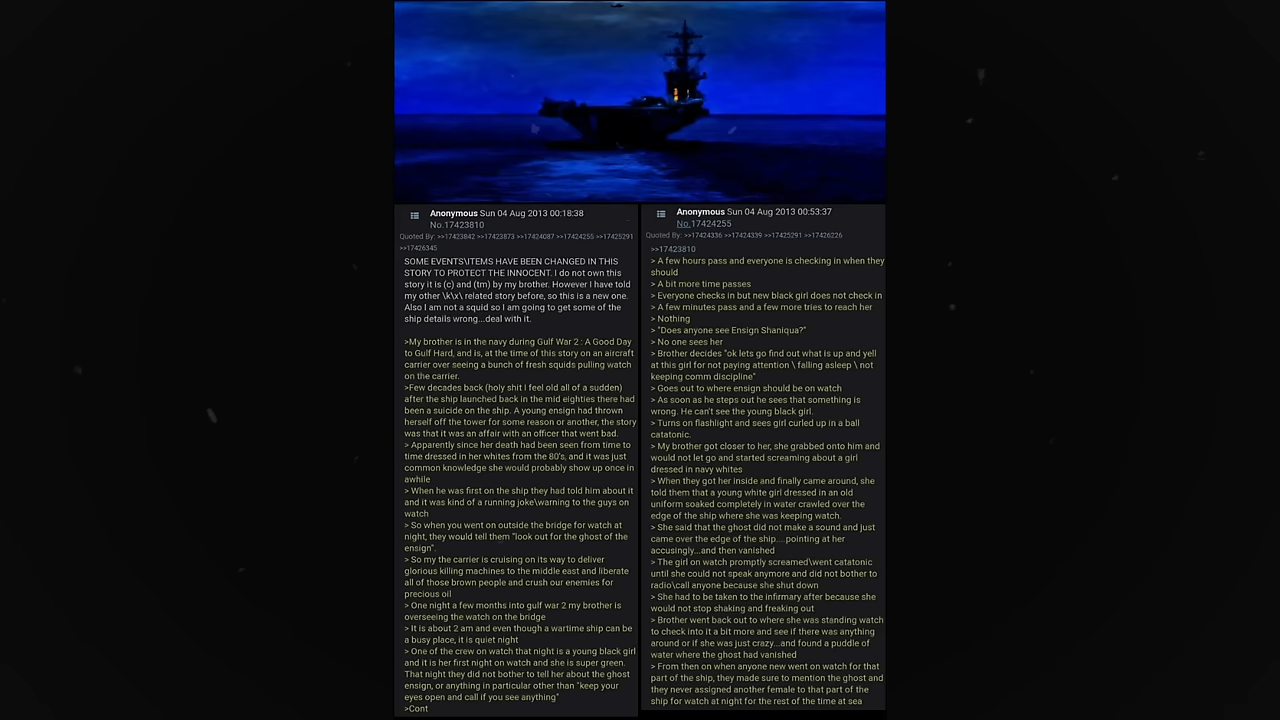 Anonymous Sun 04 Aug 2013 00:18:38
No.17423810
Quoted By: >>17423842 >>17423873 >>17424087 >>17424255 >>17425291
>>17426345
SOME EVENTS\ITEMS HAVE BEEN CHANGED IN THIS
STORY TO PROTECT THE INNOCENT. I do not own this
story it is (c) and (tm) by my brother. However I have told
my other \k\x\ related story before, so this is a new one.
Also I am not a squid so I am going to get some of the
ship details wrong...deal with it.
>My brother is in the navy during Gulf War 2 : A Good Day
to Gulf Hard, and is, at the time of this story on an aircraft
carrier over seeing a bunch of fresh squids pulling watch
on the carrier.
>Few decades back (holy shit I feel old all of a sudden)
after the ship launched back in the mid eighties there had
been a suicide on the ship. A young ensign had thrown
herself off the tower for some reason or another, the story
was that it was an affair with an officer that went bad.
> Apparently since her death had been seen from time to
time dressed in her whites from the 80's, and it was just
common knowledge she would probably show up once in
awhile
> When he was first on the ship they had told him about it
and it was kind of a running joke\warning to the guys on
watch
> So when you went on outside the bridge for watch at
night, they would tell them "look out for the ghost of the
ensign".
> So my the carrier is cruising on its way to deliver
glorious killing machines to the middle east and liberate
all of those brown people and crush our enemies for
precious oil
> One night a few months into gulf war 2 my brother is
overseeing the watch on the bridge
> It is about 2 am and even though a wartime ship can be
a busy place, it is quiet night
> One of the crew on watch that night is a young black girl
and it is her first night on watch and she is super green.
That night they did not bother to tell her about the ghost
ensign, or anything in particular other than "keep your
eyes open and call if you see anything"
>Cont
Anonymous Sun 04 Aug 2013 00:53:37
No.17424255
Quoted By: >>17424336 >>17424339 >>17425291 >>17426226
>>17423810
> A few hours pass and everyone is checking in when they
should
> A bit more time passes
> Everyone checks in but new black girl does not check in
> A few minutes pass and a few more tries to reach her
> Nothing
> "Does anyone see Ensign Shaniqua?"
> No one sees her
> Brother decides "ok lets go find out what is up and yell
at this girl for not paying attention \ falling asleep \ not
keeping comm discipline"
> Goes out to where ensign should be on watch
> As soon as he steps out he sees that something is
wrong. He can't see the young black girl.
> Turns on flashlight and sees girl curled up in a ball
catatonic.
> My brother got closer to her, she grabbed onto him and
would not let go and started screaming about a girl
dressed in navy whites
> When they got her inside and finally came around, she
told them that a young white girl dressed in an old
uniform soaked completely in water crawled over the
edge of the ship where she was keeping watch.
> She said that the ghost did not make a sound and just
came over the edge of the ship....pointing at her
accusingly...and then vanished
> The girl on watch promptly screamed\went catatonic
until she could not speak anymore and did not bother to
radio\call anyone because she shut down
> She had to be taken to the infirmary after because she
would not stop shaking and freaking out
> Brother went back out to where she was standing watch
to check into it a bit more and see if there was anything
around or if she was just crazy...and found a puddle of
water where the ghost had vanished
> From then on when anyone new went on watch for that
part of the ship, they made sure to mention the ghost and
they never assigned another female to that part of the
ship for watch at night for the rest of the time at sea